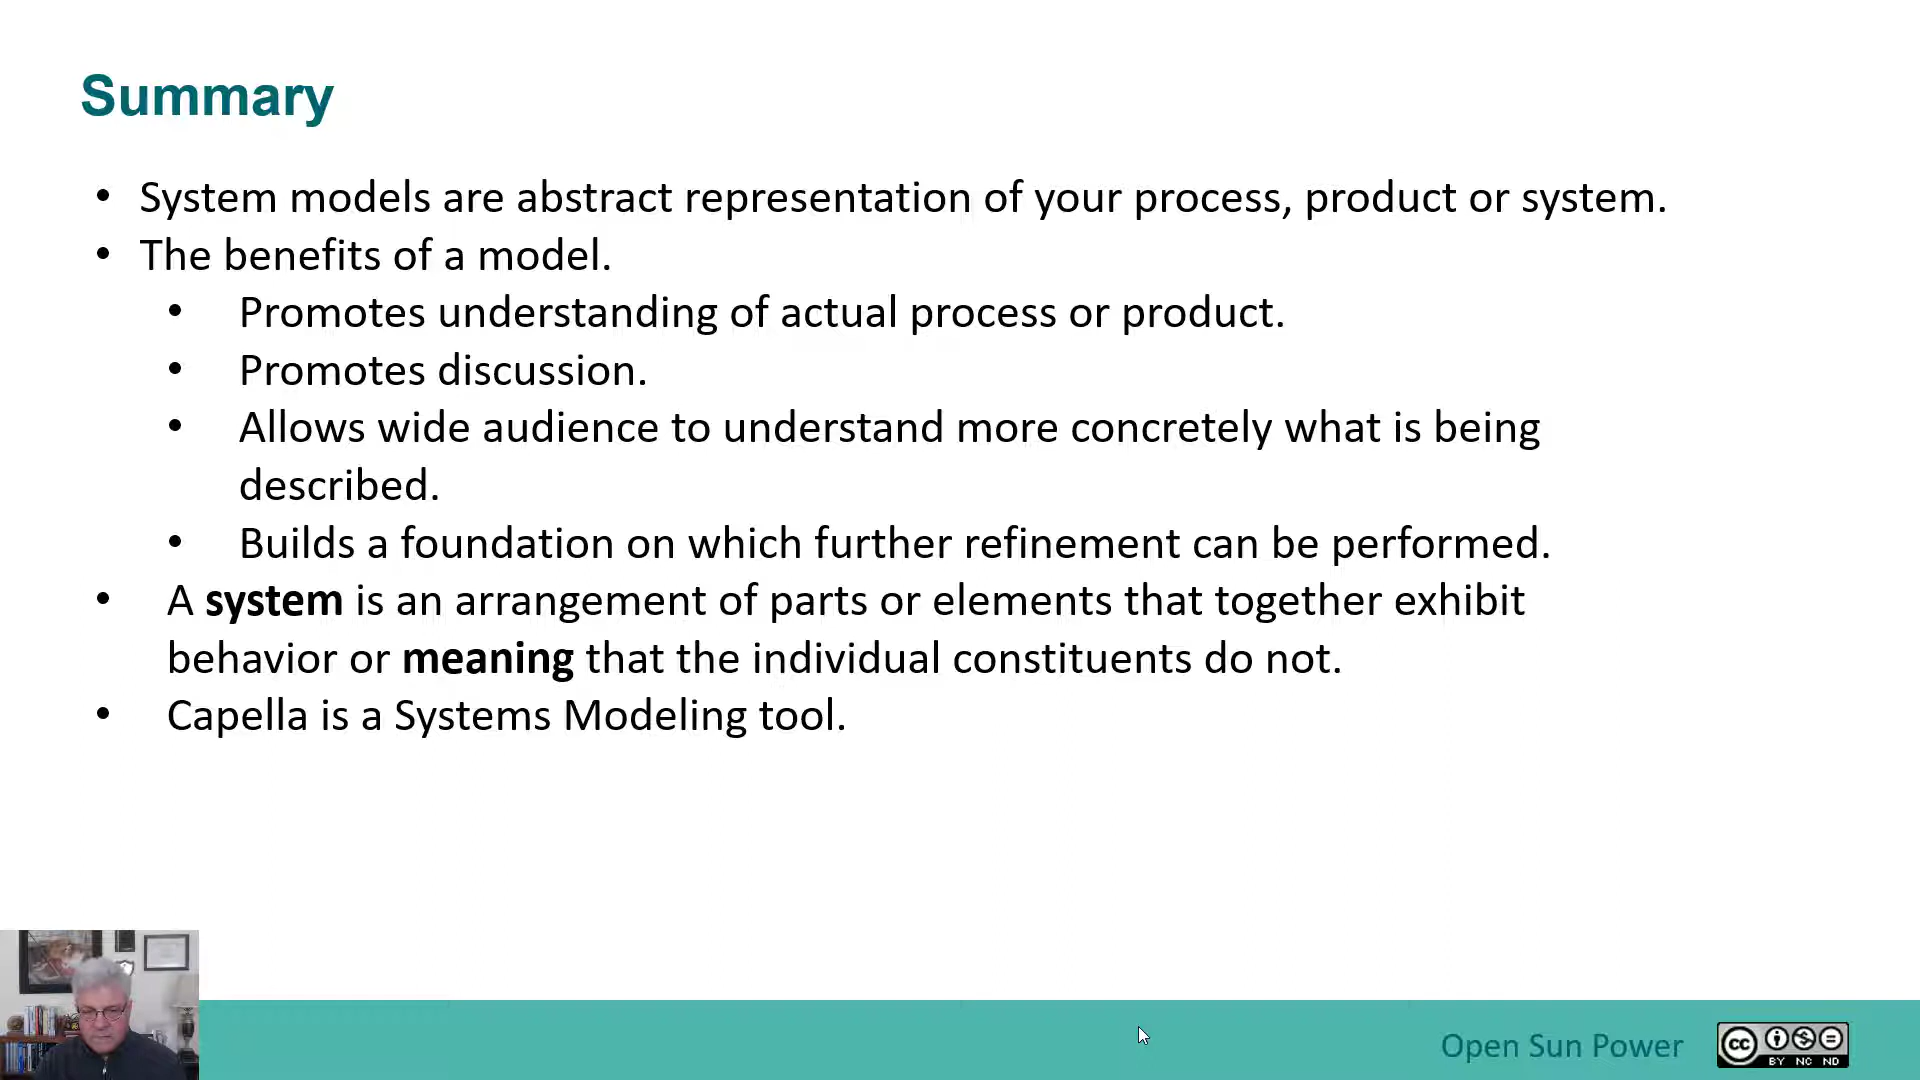 Summary
• System models are abstract representation of your process, product or system.
• The benefits of a model.
• Promotes understanding of actual process or product.
• Promotes discussion.
• Allows wide audience to understand more concretely what is being
described.
• Builds a foundation on which further refinement can be performed.
• A system is an arrangement of parts or elements that together exhibit
behavior or meaning that the individual constituents do not.
• Capella is a Systems Modeling tool.
Open Sun Power
cc
BY NC ND